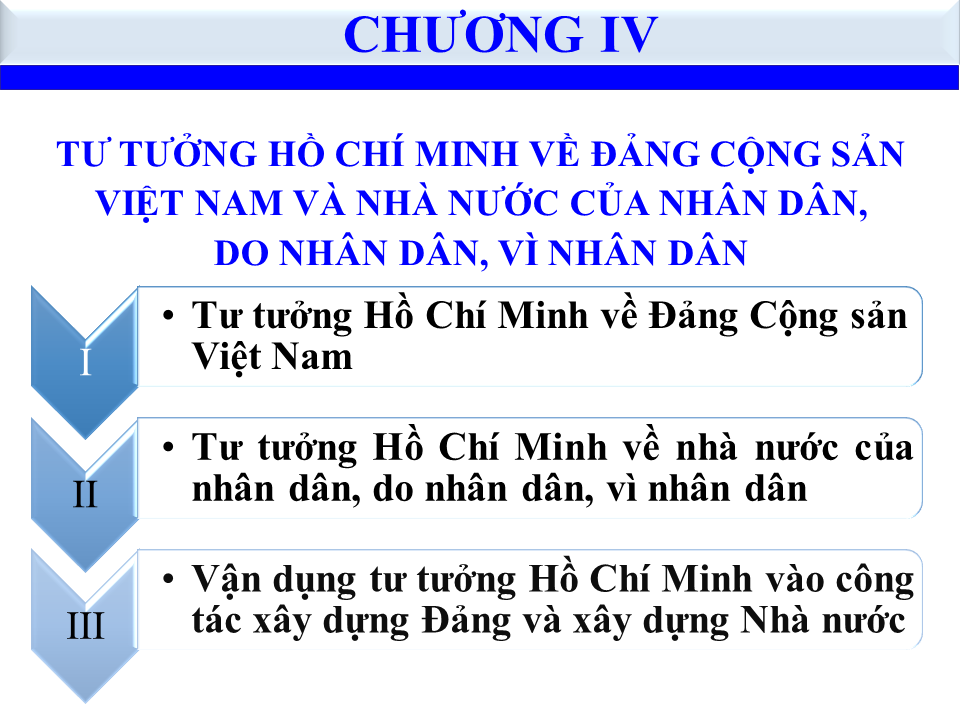 CHƯƠNG IV
TƯ TƯỞNG HỒ CHÍ MINH VỀ ĐẢNG CỘNG SẢN
VIỆT NAM VÀ NHÀ NƯỚC CỦA NHÂN DÂN,
DO NHÂN DÂN, VÌ NHÂN DÂN
I
• Tư tưởng Hồ Chí Minh về Đảng Cộng sản
Việt Nam
II
• Tư tưởng Hồ Chí Minh về nhà nước của
nhân dân, do nhân dân, vì nhân dân
III
• Vận dụng tư tưởng Hồ Chí Minh vào công
tác xây dựng Đảng và xây dựng Nhà nước